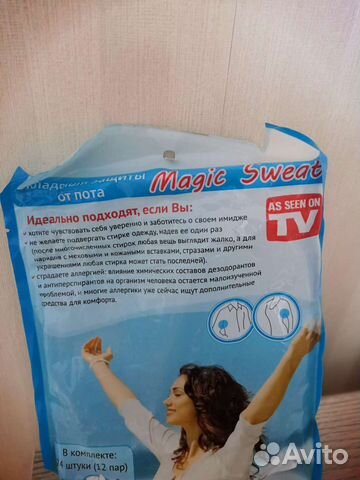 вкладыши защиты
от пота
Magic Sweat
AS SEEN ON
TV
Идеально подходят, если Вы:
хотите чувствовать себя уверенно и заботитесь о своем имидже
не желаете подвергать стирке одежду, надев ее один раз
(после многочисленных стирок любая вещь выглядит жалко, а для
нарядов с меховыми и кожаными вставками, стразами и другими
украшениями любая стирка может стать последней).
страдаете аллергией: влияние химических составов дезодорантов
и антиперспирантов на организм человека остается малоизученной
проблемой, и многие аллергики уже сейчас ищут дополнительные
средства для комфорта.
В комплекте:
24 штуки (12 пар)
Avito